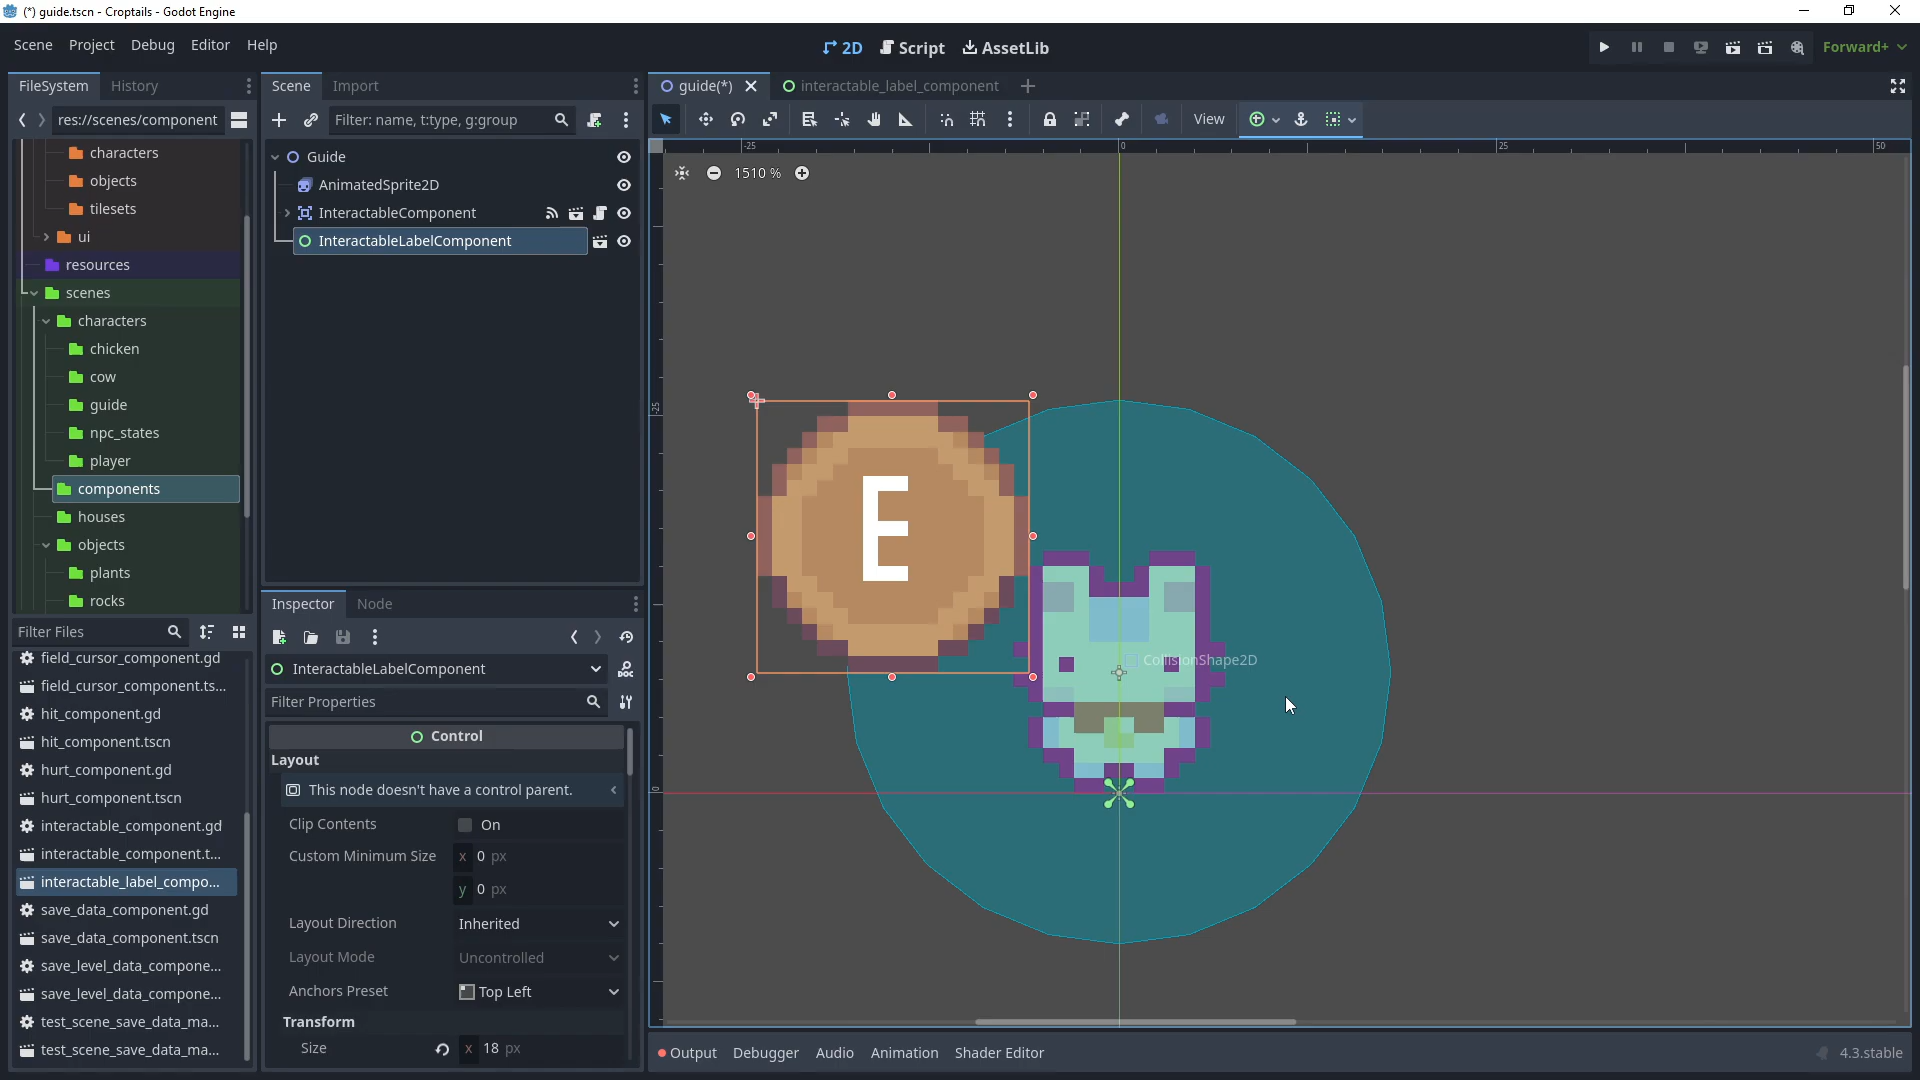 (*) guide.tscn - Croptails - Godot Engine
Scene Project Debug Editor Help
2D Script AssetLib
Forward+
FileSystem History
Scene Import
guide(*) interactable_label_component
res://scenes/component
Filter: name, t:type, g:group
View
characters
objects
tilesets
ui
resources
scenes
characters
chicken
cow
guide
npc_states
player
components
houses
objects
plants
rocks
Guide
AnimatedSprite2D
InteractableComponent
InteractableLabelComponent
-25 0 25 50
1510 %
-25
0
E
CollisionShape2D
Filter Files
field_cursor_component.gd
field_cursor_component.ts...
hit_component.gd
hit_component.tscn
hurt_component.gd
hurt_component.tscn
interactable_component.gd
interactable_component.t...
interactable_label_compo...
save_data_component.gd
save_data_component.tscn
save_level_data_compone...
save_level_data_compone...
test_scene_save_data_ma...
test_scene_save_data_ma...
Inspector Node
InteractableLabelComponent
Filter Properties
Control
Layout
This node doesn't have a control parent.
Clip Contents On
Custom Minimum Size x 0 px
y 0 px
Layout Direction Inherited
Layout Mode Uncontrolled
Anchors Preset Top Left
Transform
Size x 18 px
Output Debugger Audio Animation Shader Editor
4.3.stable